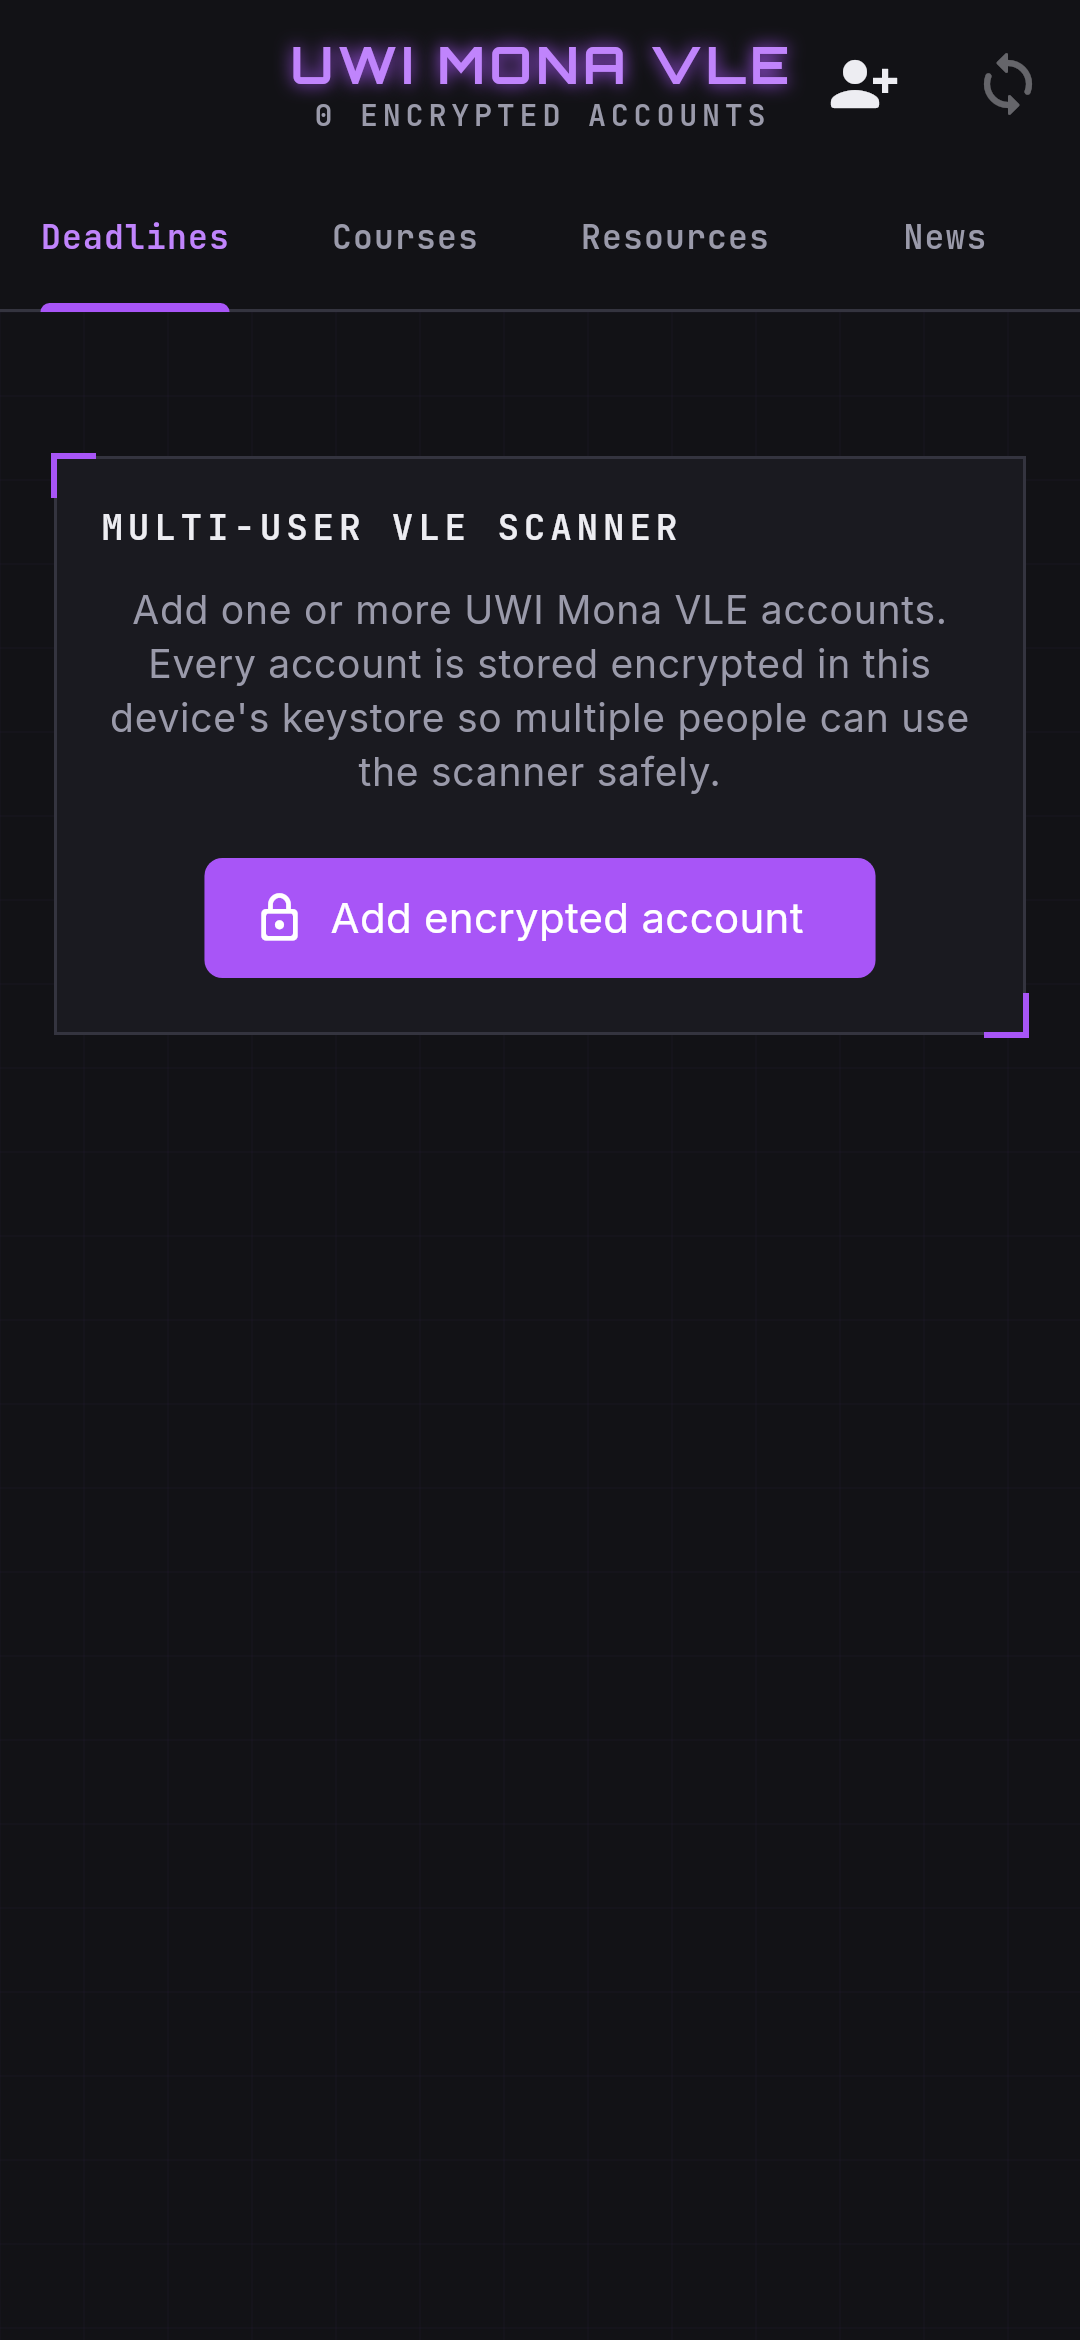 UWI MONA VLE
0 ENCRYPTED ACCOUNTS
Deadlines Courses Resources News
MULTI-USER VLE SCANNER
Add one or more UWI Mona VLE accounts.
Every account is stored encrypted in this
device's keystore so multiple people can use
the scanner safely.
Add encrypted account